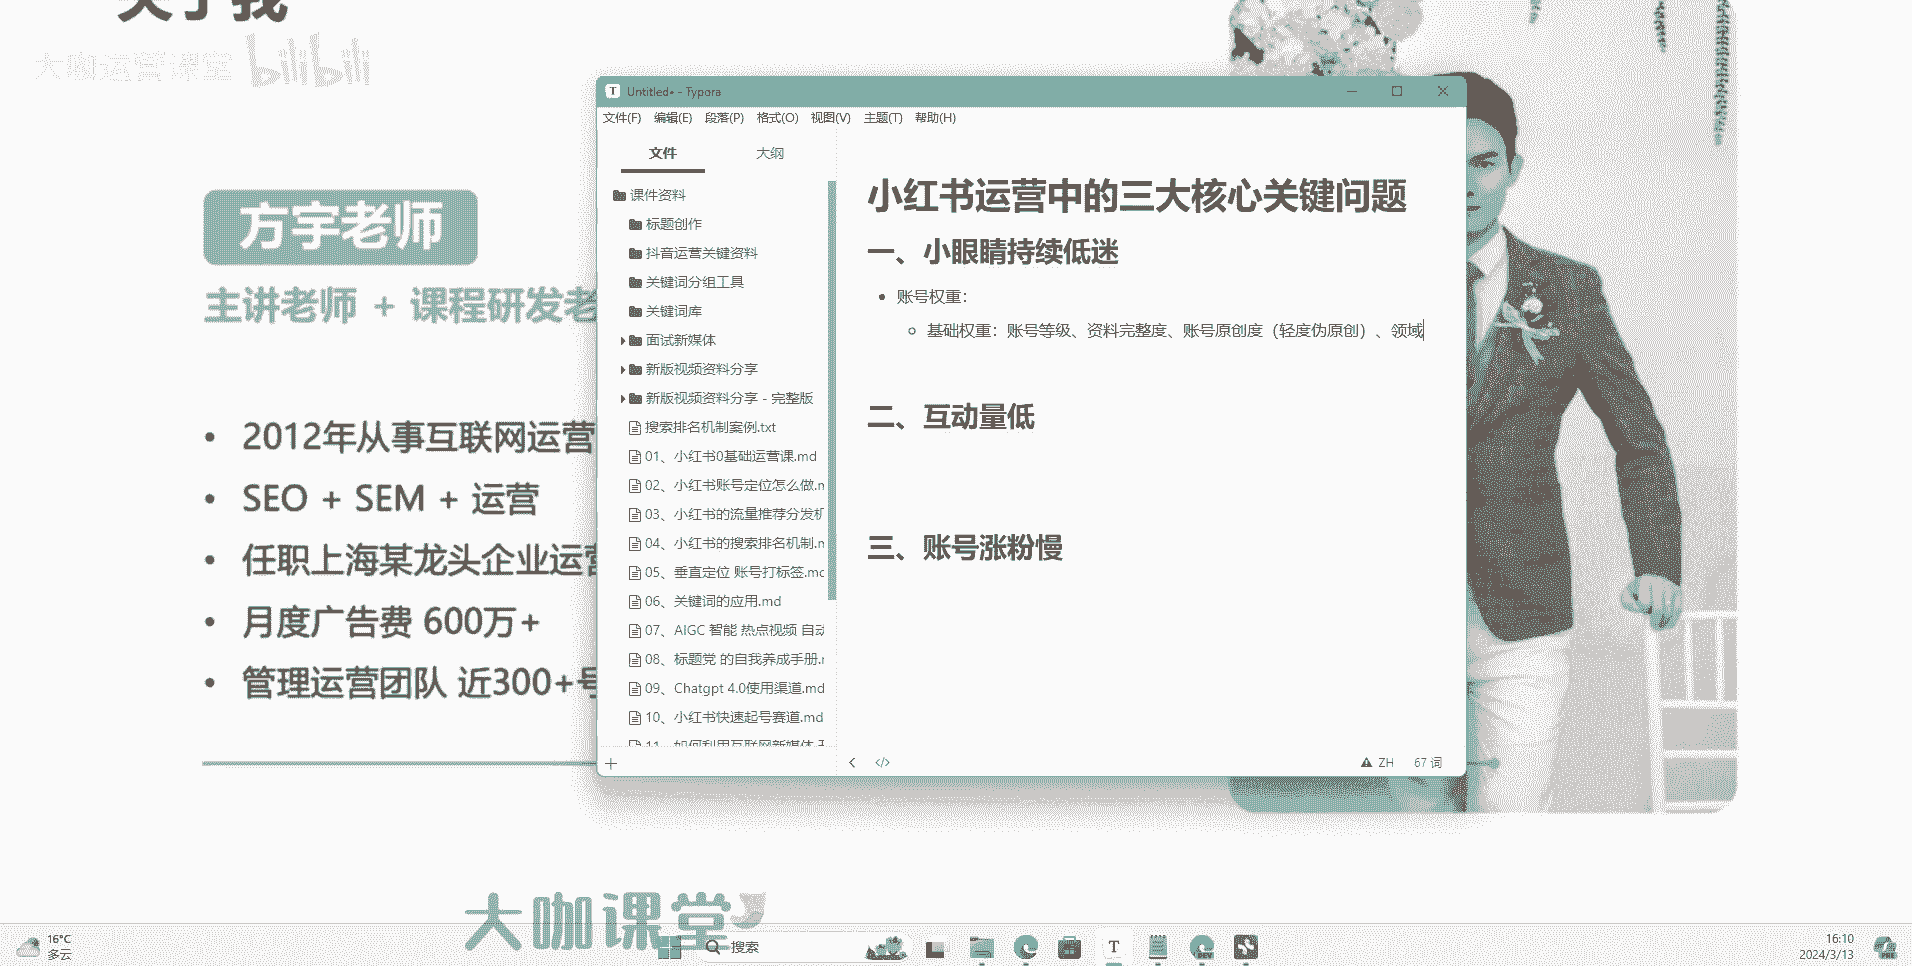 关于我
大咖运营课堂 bilibili
方宇老师
主讲老师 + 课程研发老
• 2012年从事互联网运营
• SEO + SEM + 运营
• 任职上海某龙头企业运营
• 月度广告费 600万+
• 管理运营团队 近300+号
Untitled• - Typora
文件(F) 编辑(E) 段落(P) 格式(O) 视图(V) 主题(T) 帮助(H)
文件 大纲
课件资料
标题创作
抖音运营关键资料
关键词分组工具
关键词库
面试新媒体
新版视频资料分享
新版视频资料分享 - 完整版
搜索排名机制案例.txt
01、小红书0基础运营课.md
02、小红书账号定位怎么做.m
03、小红书的流量推荐分发机
04、小红书的搜索排名机制.m
05、垂直定位 账号打标签.md
06、关键词的应用.md
07、AIGC 智能 热点视频 自动
08、标题党 的自我养成手册.
09、Chatgpt 4.0使用渠道.md
10、小红书快速起号赛道.md
11、如何利用互联网新媒体
小红书运营中的三大核心关键问题
一、小眼睛持续低迷
• 账号权重：
◦ 基础权重：账号等级、资料完整度、账号原创度（轻度伪原创）、领域
二、互动量低
三、账号涨粉慢
ZH 67 词
大咖课堂
16°C
多云
搜索
T
DEV
16:10
2024/3/13
PRE